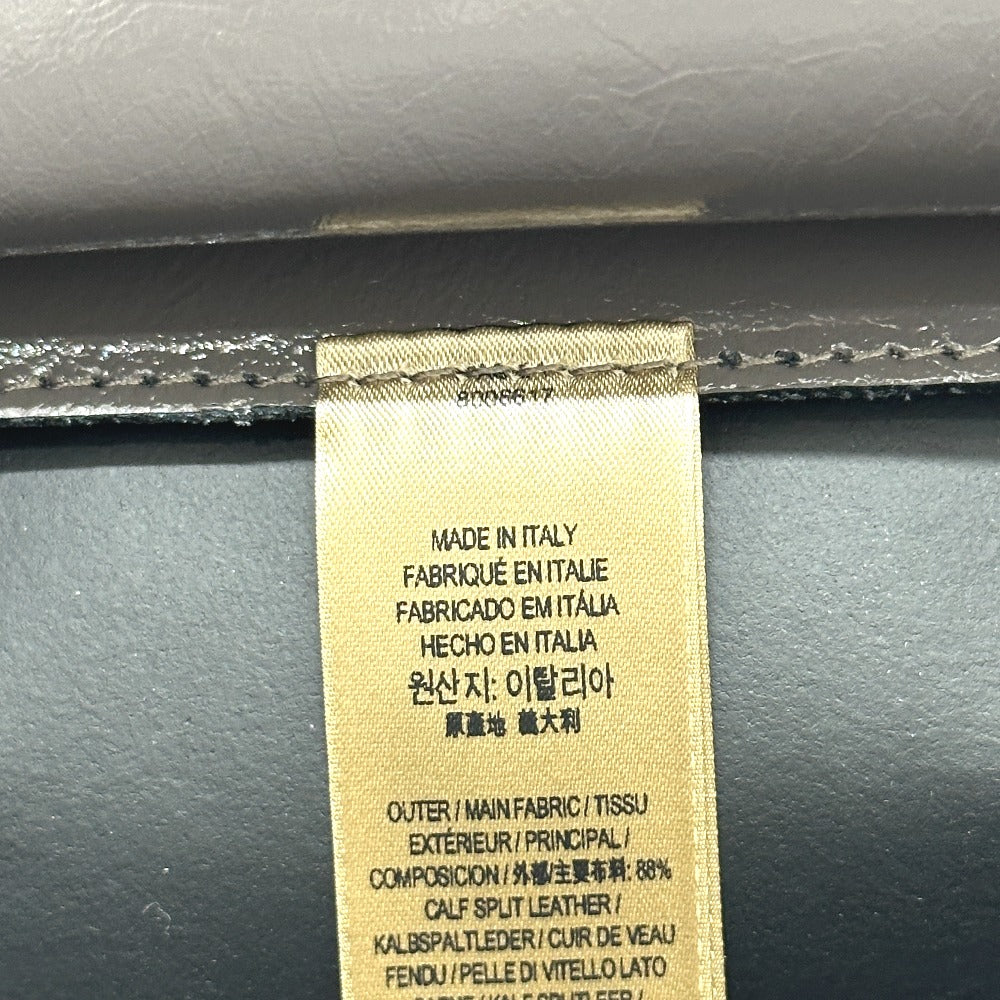 MADE IN ITALY
FABRIQUÉ EN ITALIE
FABRICADO EM ITÁLIA
HECHO EN ITALIA
원산지: 이탈리아
原產地 義大利
OUTER / MAIN FABRIC / TISSU
EXTÉRIEUR / PRINCIPAL /
COMPOSICION / 外部/主要布料: 88%
CALF SPLIT LEATHER /
KALBSPALTLEDER / CUIR DE VEAU
FENDU / PELLE DI VITELLO LATO